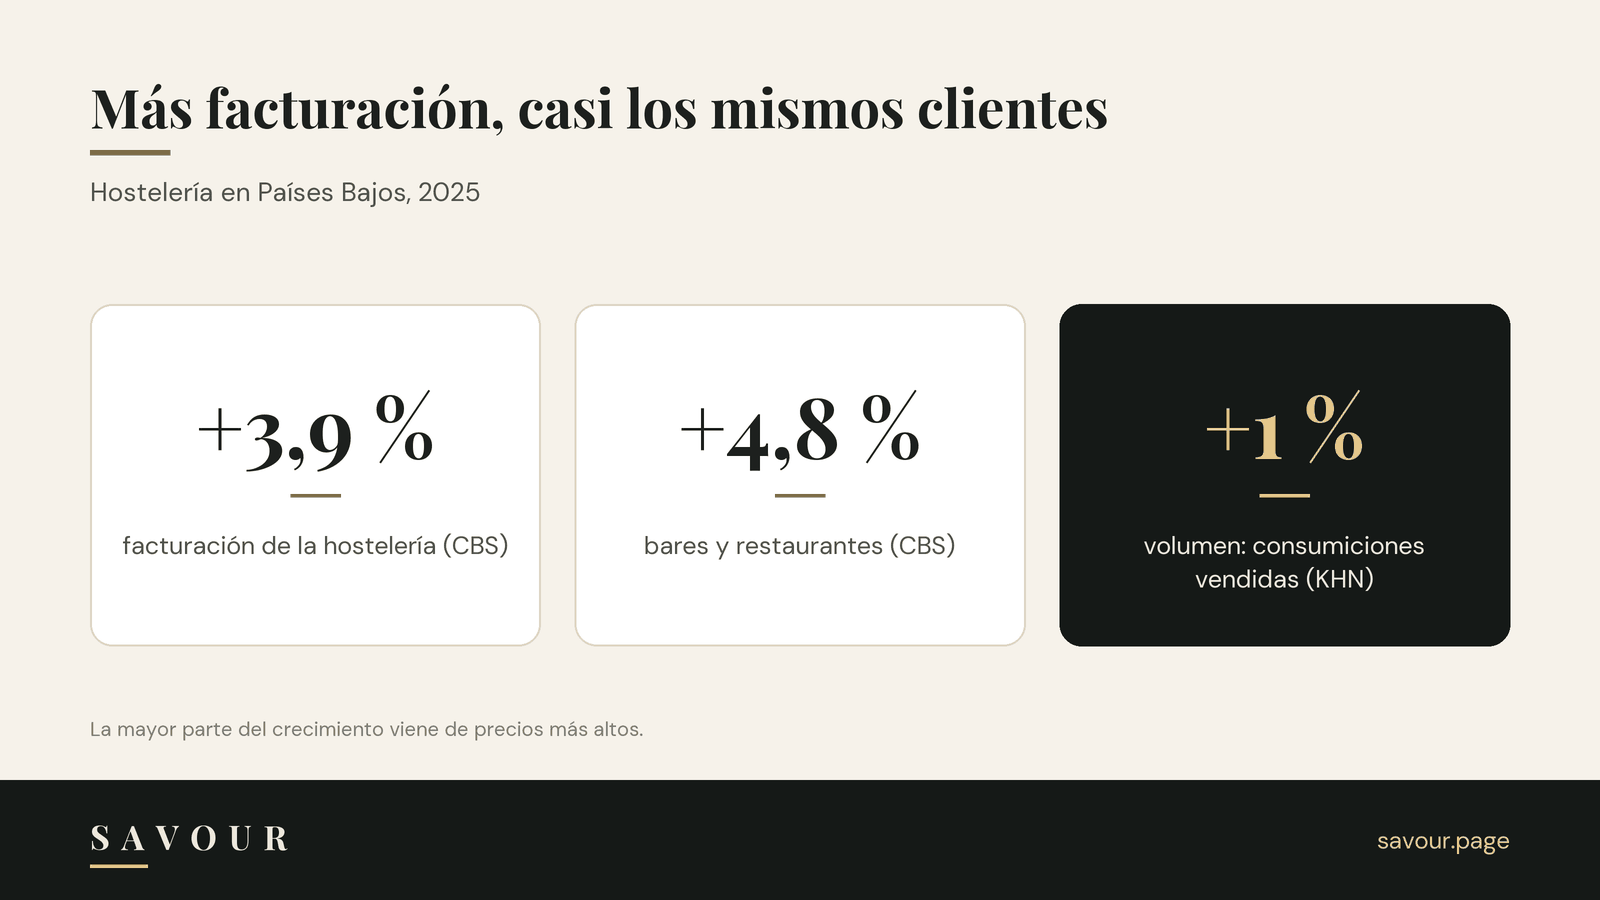 Más facturación, casi los mismos clientes
Hostelería en Países Bajos, 2025
+3,9 %
facturación de la hostelería (CBS)
+4,8 %
bares y restaurantes (CBS)
+1 %
volumen: consumiciones
vendidas (KHN)
La mayor parte del crecimiento viene de precios más altos.
SAVOUR
savour.page